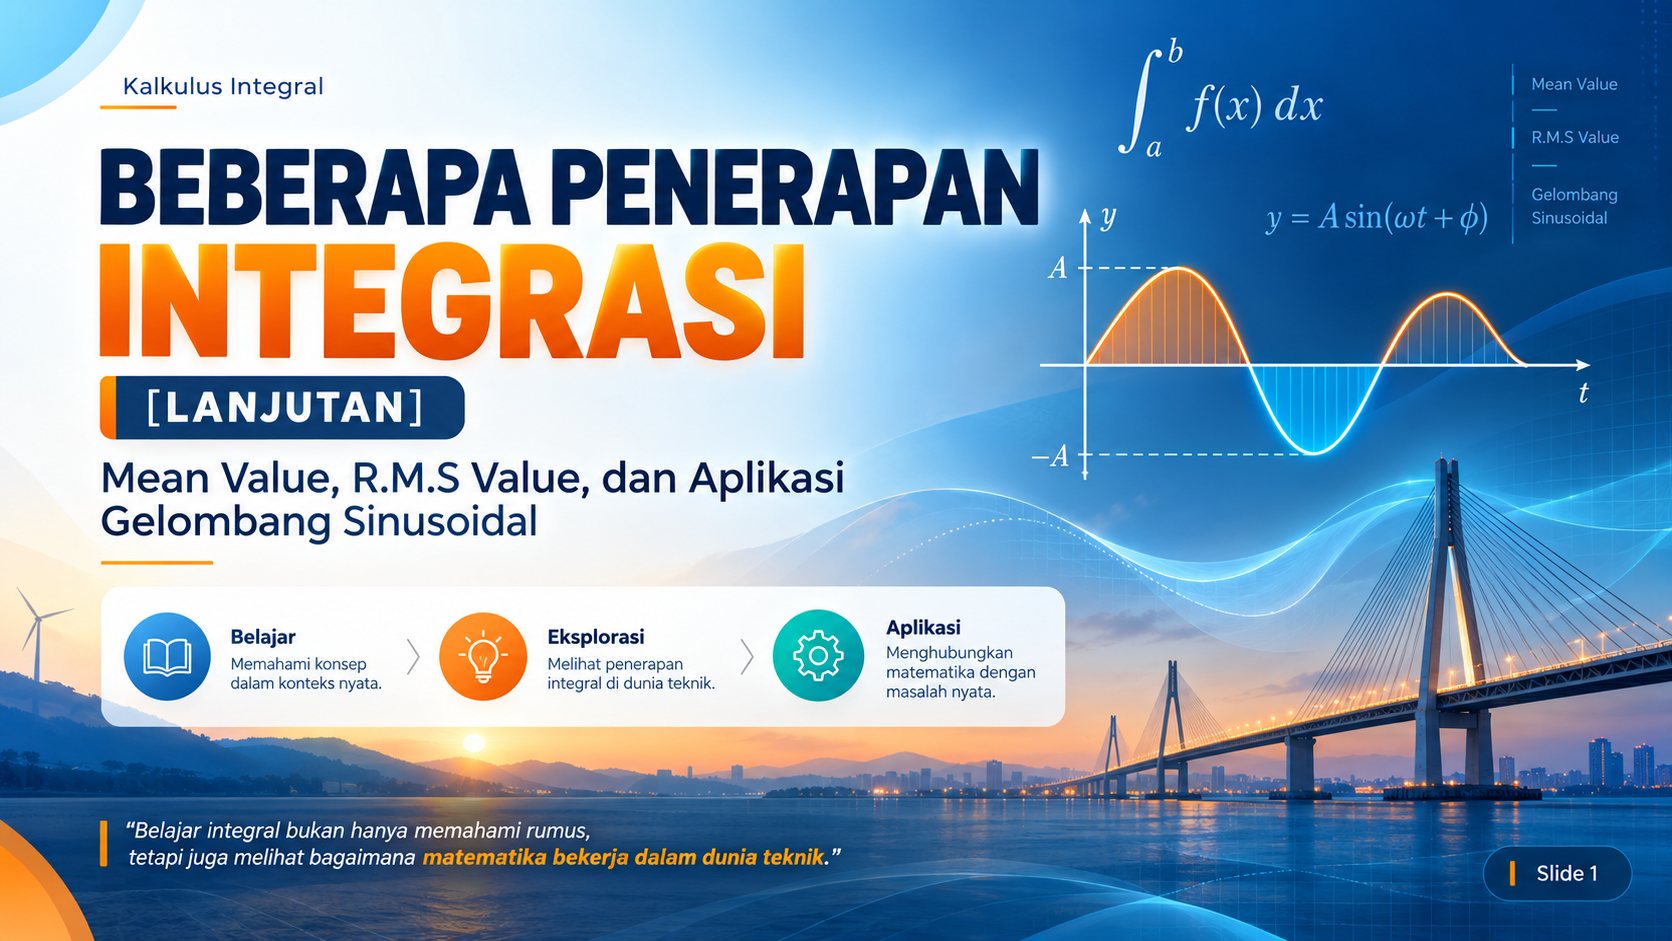 Kalkulus Integral
BEBERAPA PENERAPAN
INTEGRASI
[LANJUTAN]
Mean Value, R.M.S Value, dan Aplikasi
Gelombang Sinusoidal
Belajar
Memahami konsep
dalam konteks nyata.
Eksplorasi
Melihat penerapan
integral di dunia teknik.
Aplikasi
Menghubungkan
matematika dengan
masalah nyata.
"Belajar integral bukan hanya memahami rumus,
tetapi juga melihat bagaimana matematika bekerja dalam dunia teknik."
∫_a^b f(x) dx
Mean Value
R.M.S Value
Gelombang
Sinusoidal
y = A sin(ωt + ϕ)
y
A
−A
t
Slide 1